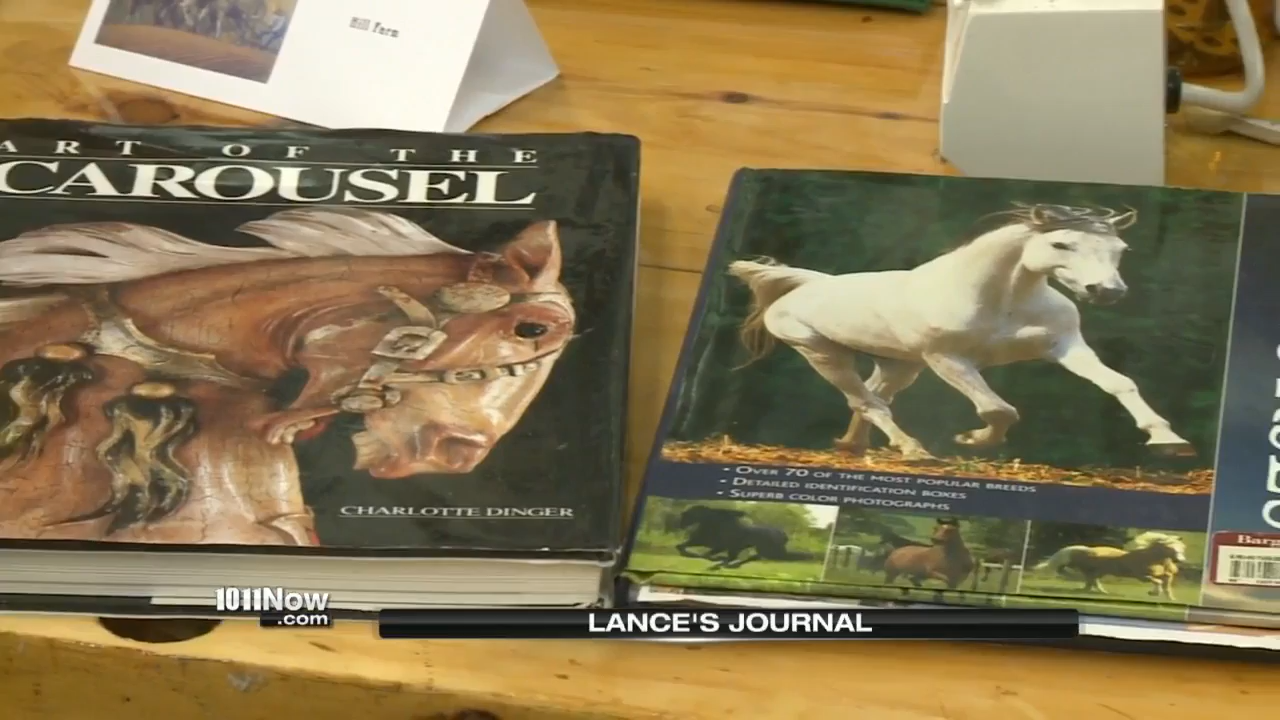 Hill Farm
ART OF THE
CAROUSEL
CHARLOTTE DINGER
• OVER 70 OF THE MOST POPULAR BREEDS
• DETAILED IDENTIFICATION BOXES
• SUPERB COLOR PHOTOGRAPHS
Barg
1011Now
.com
LANCE'S JOURNAL